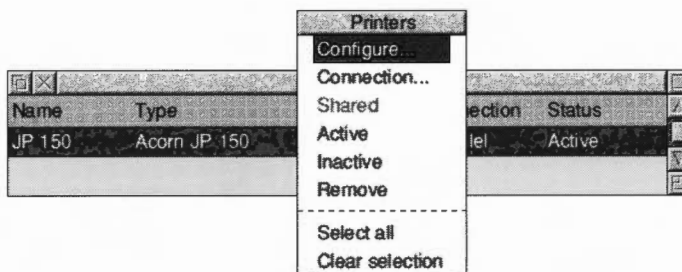 Printers
Configure...
Connection...
Shared
Active
Inactive
Remove
Select all
Clear selection
Name Type ection Status
JP 150 Acorn JP 150 lel Active